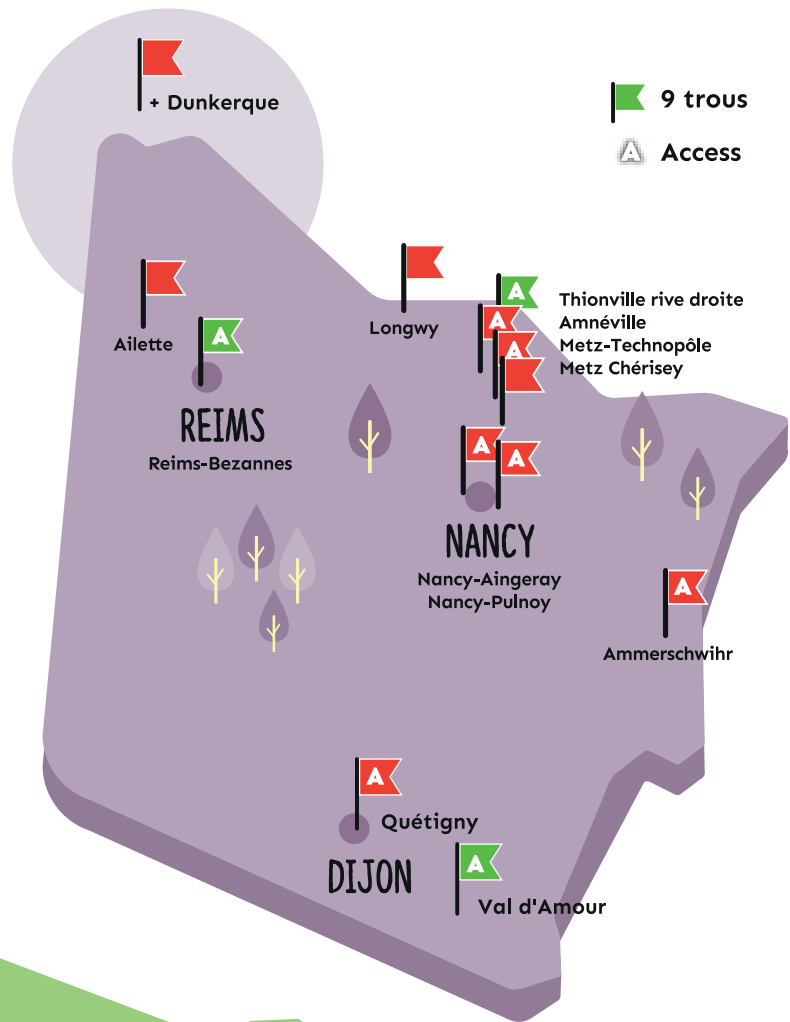 + Dunkerque
9 trous
A Access
Longwy
A
A
A
Thionville rive droite
Amnéville
Metz-Technopôle
Metz Chérisey
Ailette
A
REIMS
Reims-Bezannes
A
A
NANCY
Nancy-Aingeray
Nancy-Pulnoy
A
Ammerschwihr
A
Quétigny
DIJON
A
Val d'Amour